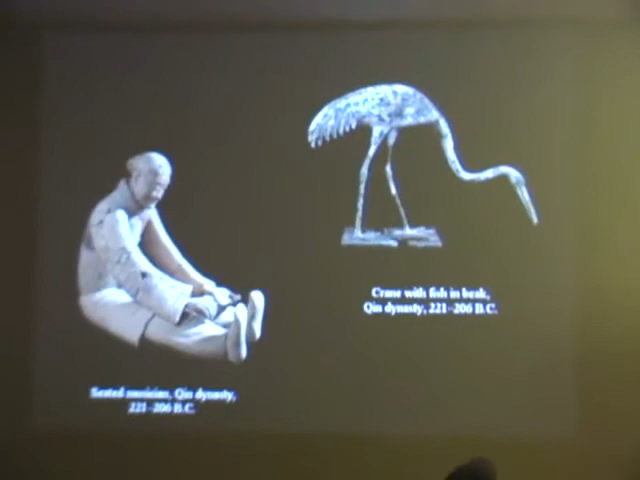 Crane with fish in beak,
Qin dynasty, 221–206 B.C.
Seated musician, Qin dynasty,
221–206 B.C.